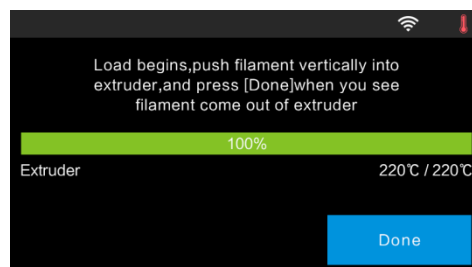 Load begins,push filament vertically into
extruder,and press [Done]when you see
filament come out of extruder
100%
Extruder 220℃ / 220℃
Done